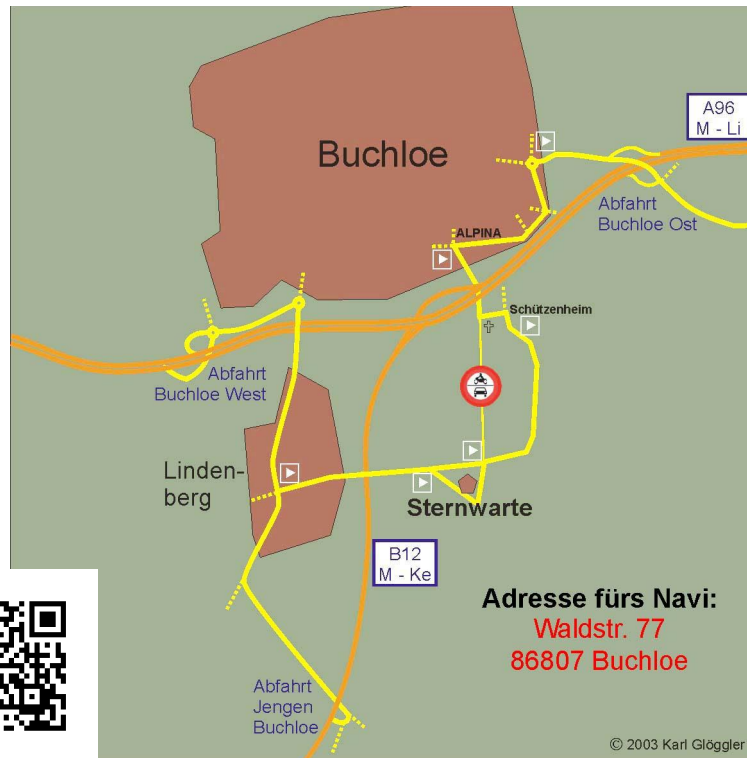 A96
M - Li
Buchloe
Abfahrt
Buchloe Ost
ALPINA
Schützenheim
Abfahrt
Buchloe West
Linden-
berg
Sternwarte
B12
M - Ke
Adresse fürs Navi:
Waldstr. 77
86807 Buchloe
Abfahrt
Jengen
Buchloe
© 2003 Karl Glöggler